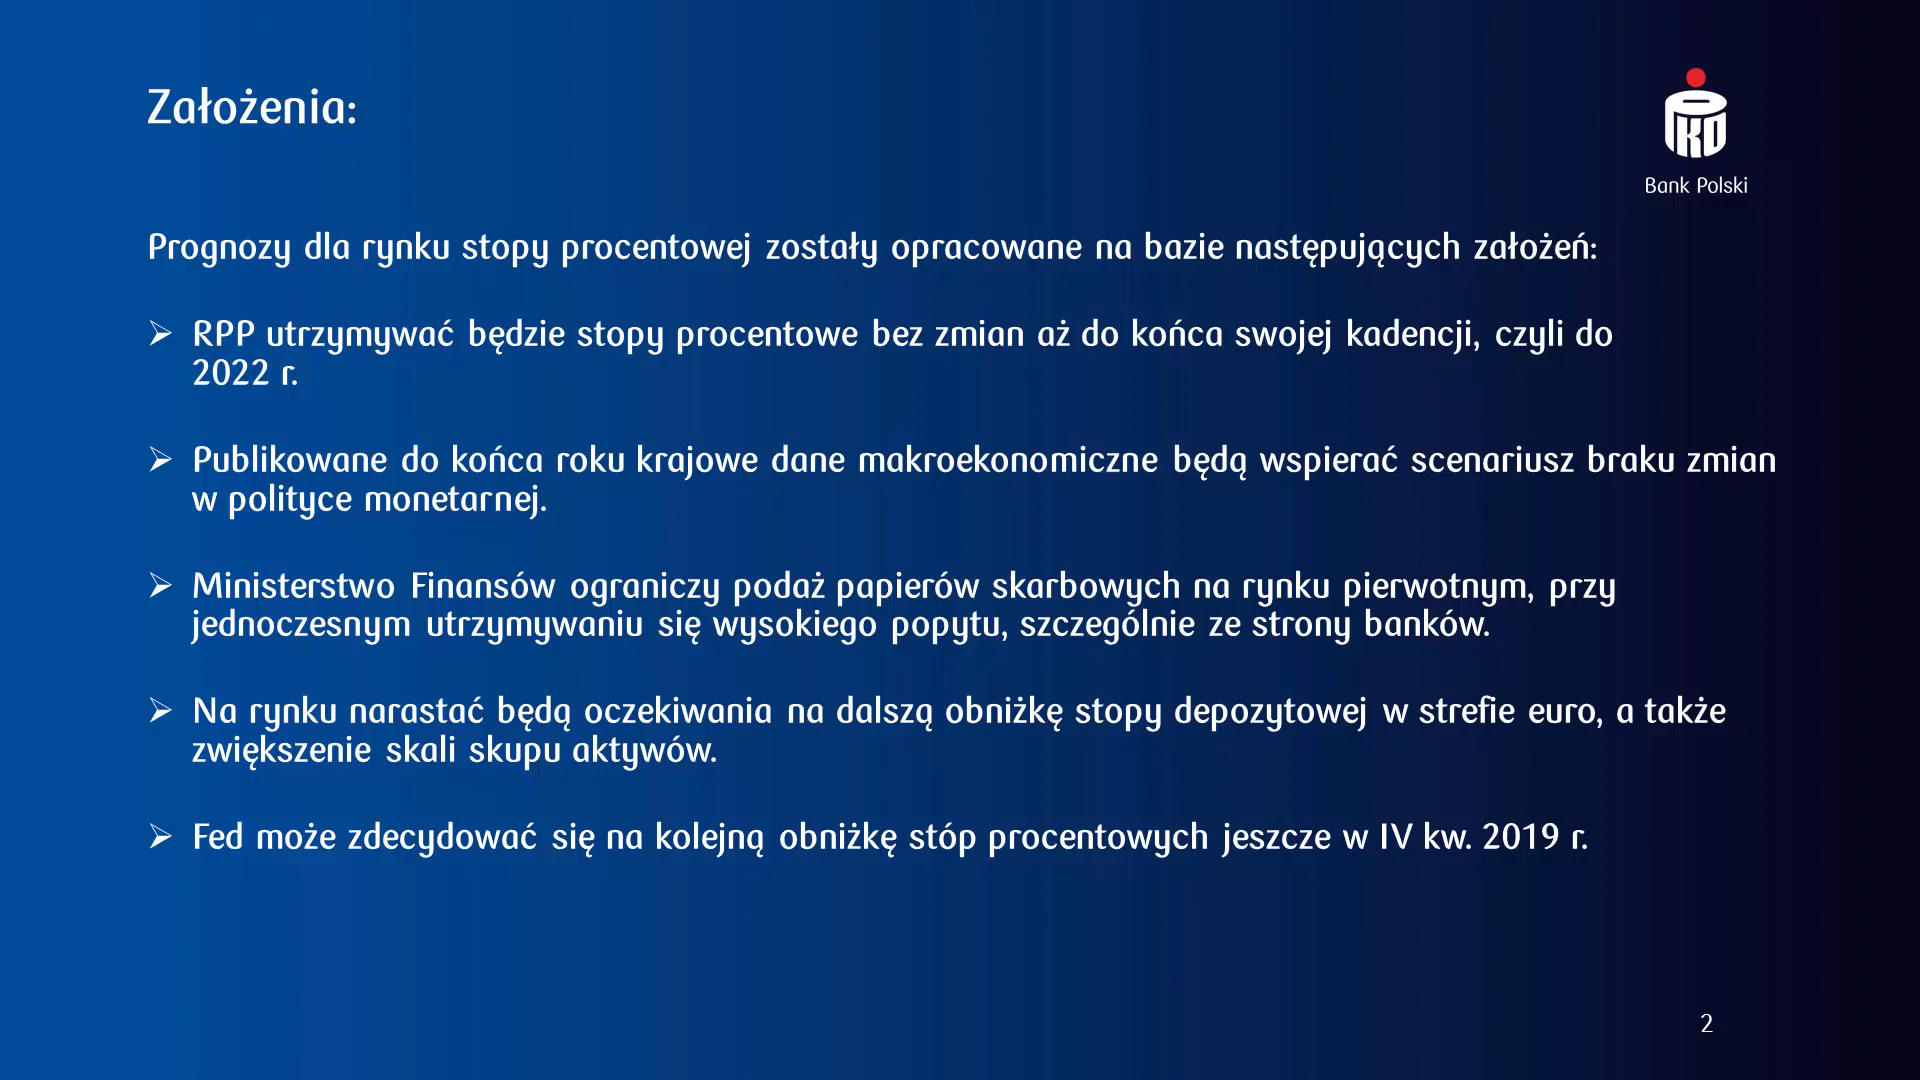 Założenia:
PKO
Bank Polski
Prognozy dla rynku stopy procentowej zostały opracowane na bazie następujących założeń:
➢ RPP utrzymywać będzie stopy procentowe bez zmian aż do końca swojej kadencji, czyli do
2022 r.
➢ Publikowane do końca roku krajowe dane makroekonomiczne będą wspierać scenariusz braku zmian
w polityce monetarnej.
➢ Ministerstwo Finansów ograniczy podaż papierów skarbowych na rynku pierwotnym, przy
jednoczesnym utrzymywaniu się wysokiego popytu, szczególnie ze strony banków.
➢ Na rynku narastać będą oczekiwania na dalszą obniżkę stopy depozytowej w strefie euro, a także
zwiększenie skali skupu aktywów.
➢ Fed może zdecydować się na kolejną obniżkę stóp procentowych jeszcze w IV kw. 2019 r.
2